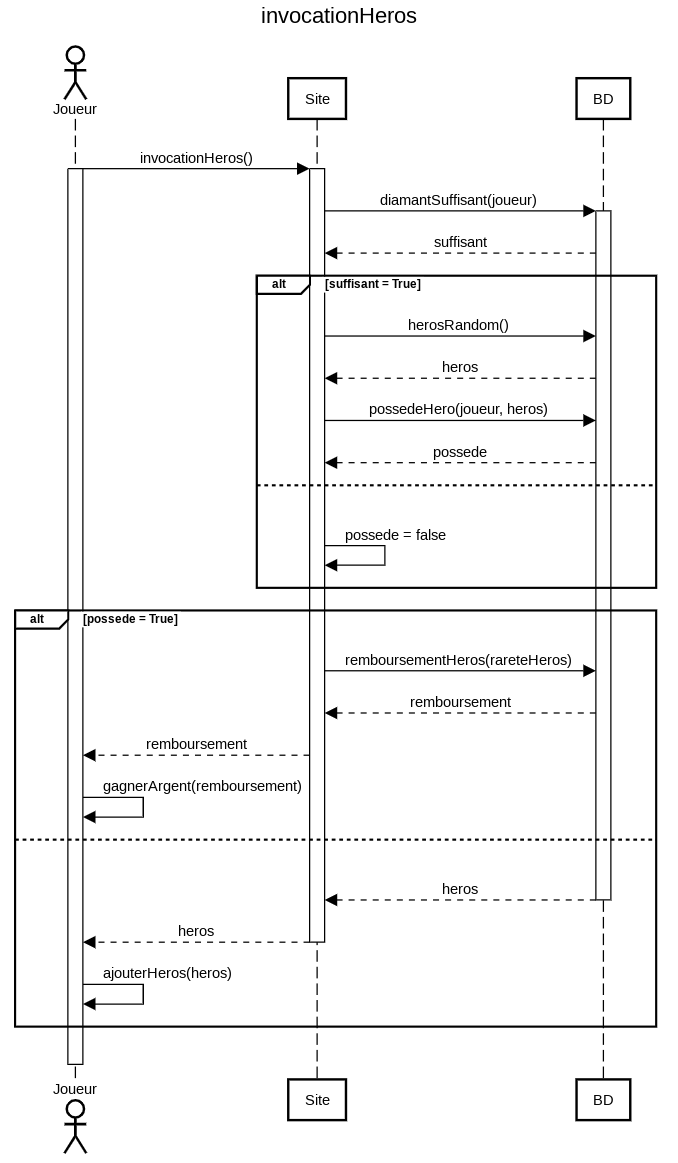 invocationHeros
Joueur
Site
BD
invocationHeros()
diamantSuffisant(joueur)
suffisant
alt
[suffisant = True]
herosRandom()
heros
possedeHero(joueur, heros)
possede
possede = false
alt
[possede = True]
remboursementHeros(rareteHeros)
remboursement
remboursement
gagnerArgent(remboursement)
heros
heros
ajouterHeros(heros)
Joueur
Site
BD